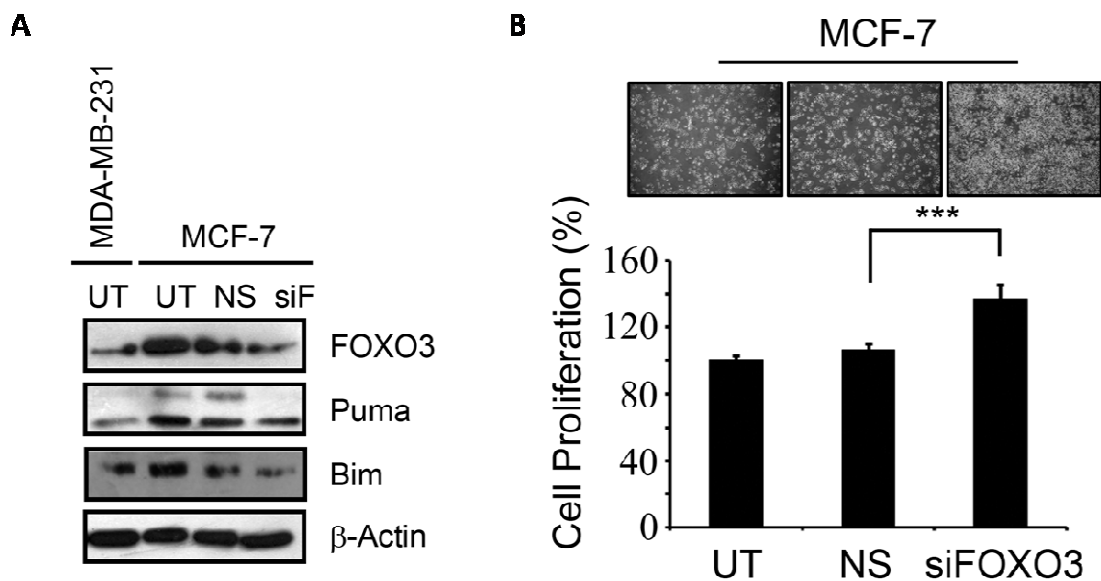 A
MDA-MB-231
MCF-7
UT UT NS siF
FOXO3
Puma
Bim
β-Actin
B
MCF-7
***
Cell Proliferation (%)
160
120
80
40
0
UT NS siFOXO3